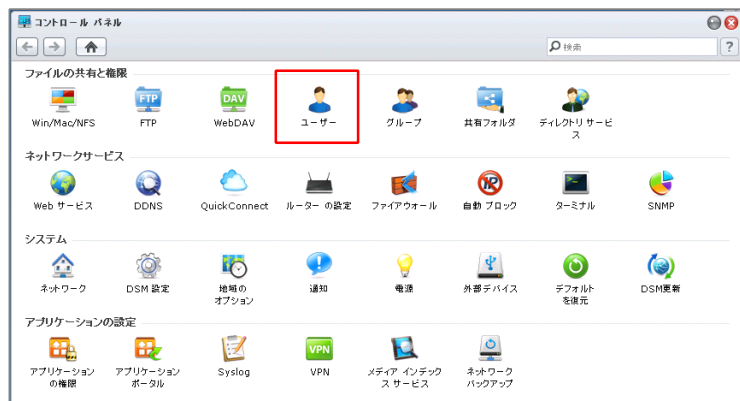 コントロール パネル
検索
?
ファイルの共有と権限
FTP
DAV
Win/Mac/NFS
FTP
WebDAV
ユーザー
グループ
共有フォルダ
ディレクトリ サービ
ス
ネットワークサービス
Web サービス
DDNS
QuickConnect
ルーター の設定
ファイアウォール
自動 ブロック
ターミナル
SNMP
システム
ネットワーク
DSM 設定
地域の
オプション
通知
電源
外部デバイス
デフォルト
を復元
DSM更新
アプリケーションの設定
VPN
アプリケーション
の権限
アプリケーション
ポータル
Syslog
VPN
メディア インデック
ス サービス
ネットワーク
バックアップ